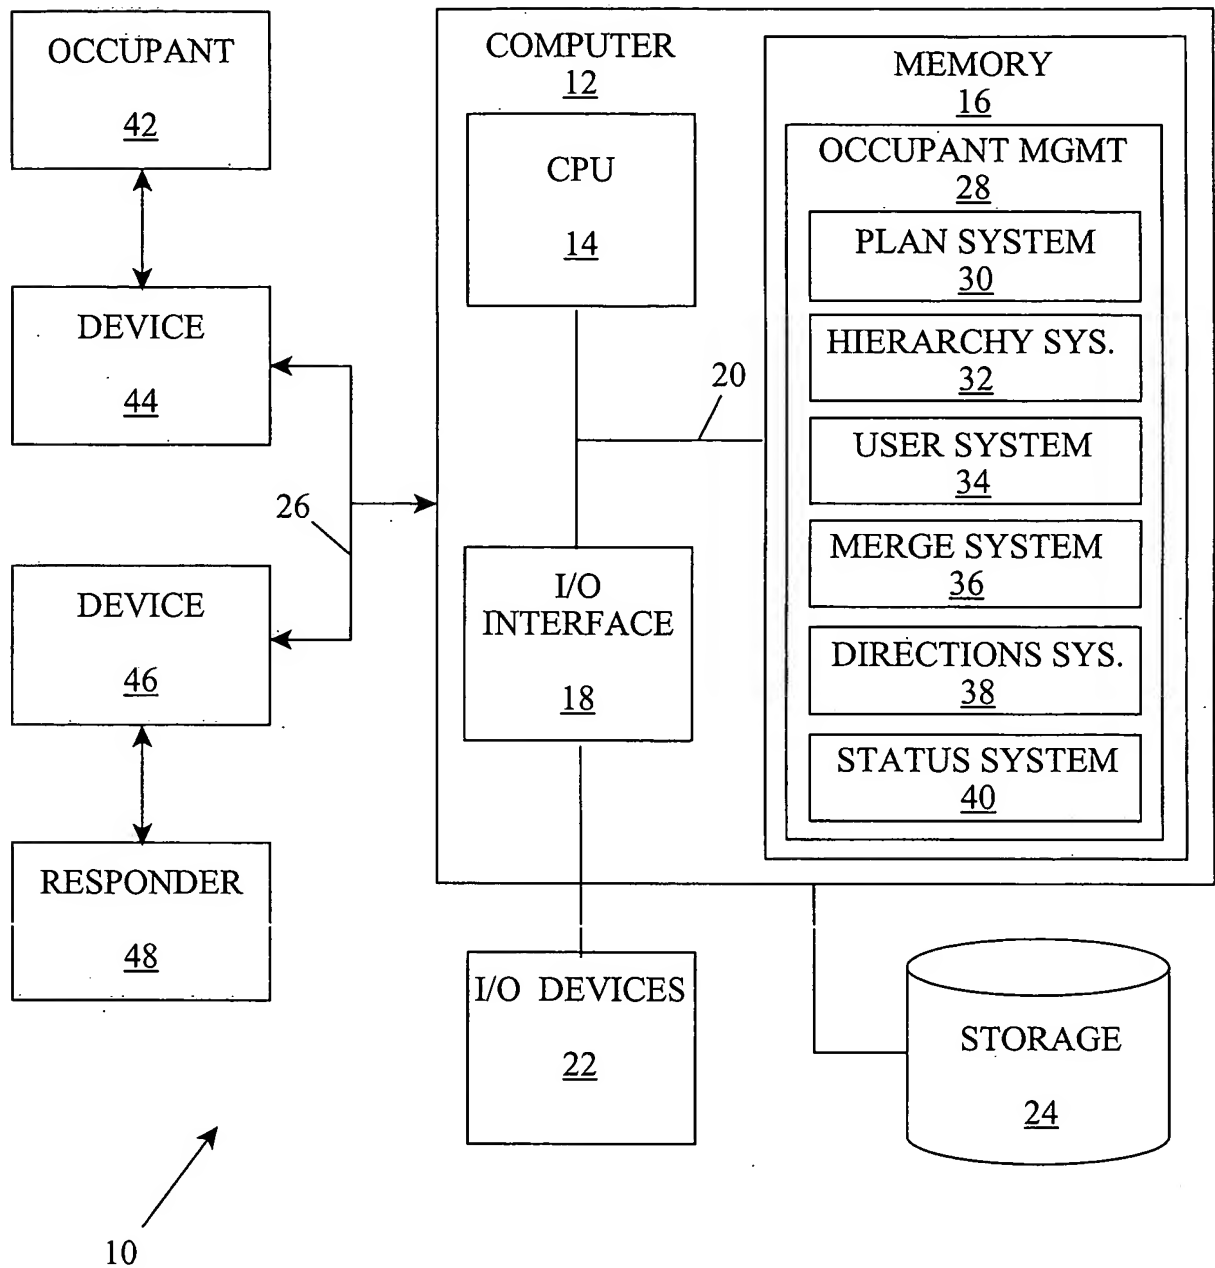 OCCUPANT
42
DEVICE
44
26
DEVICE
46
RESPONDER
48
10
COMPUTER
12
CPU
14
20
I/O
INTERFACE
18
I/O DEVICES
22
MEMORY
16
OCCUPANT MGMT
28
PLAN SYSTEM
30
HIERARCHY SYS.
32
USER SYSTEM
34
MERGE SYSTEM
36
DIRECTIONS SYS.
38
STATUS SYSTEM
40
STORAGE
24